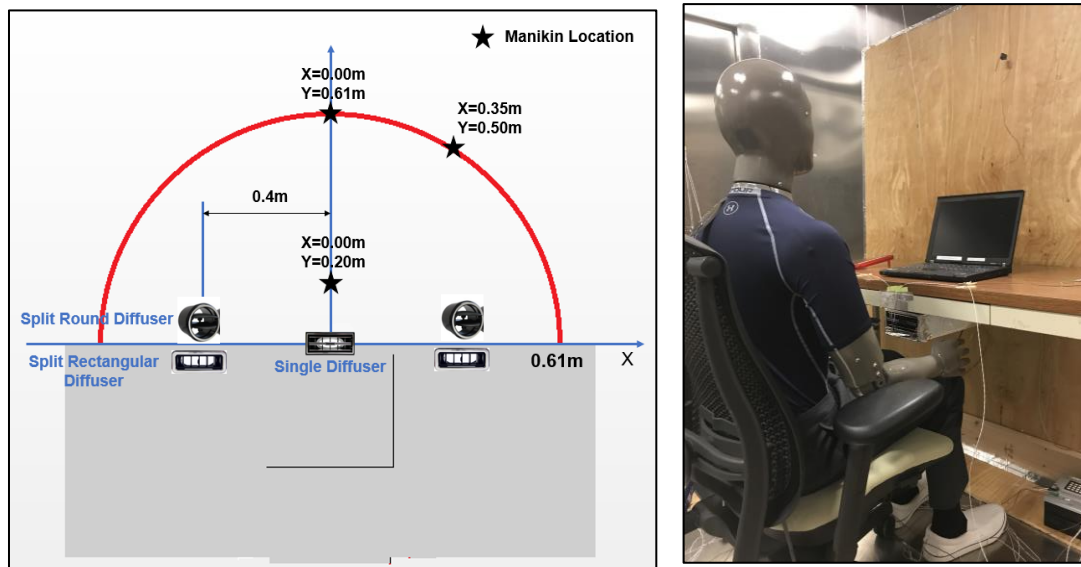 Manikin Location
X=0.00m
Y=0.61m
X=0.35m
Y=0.50m
0.4m
X=0.00m
Y=0.20m
Split Round Diffuser
Split Rectangular
Diffuser
Single Diffuser
0.61m
X